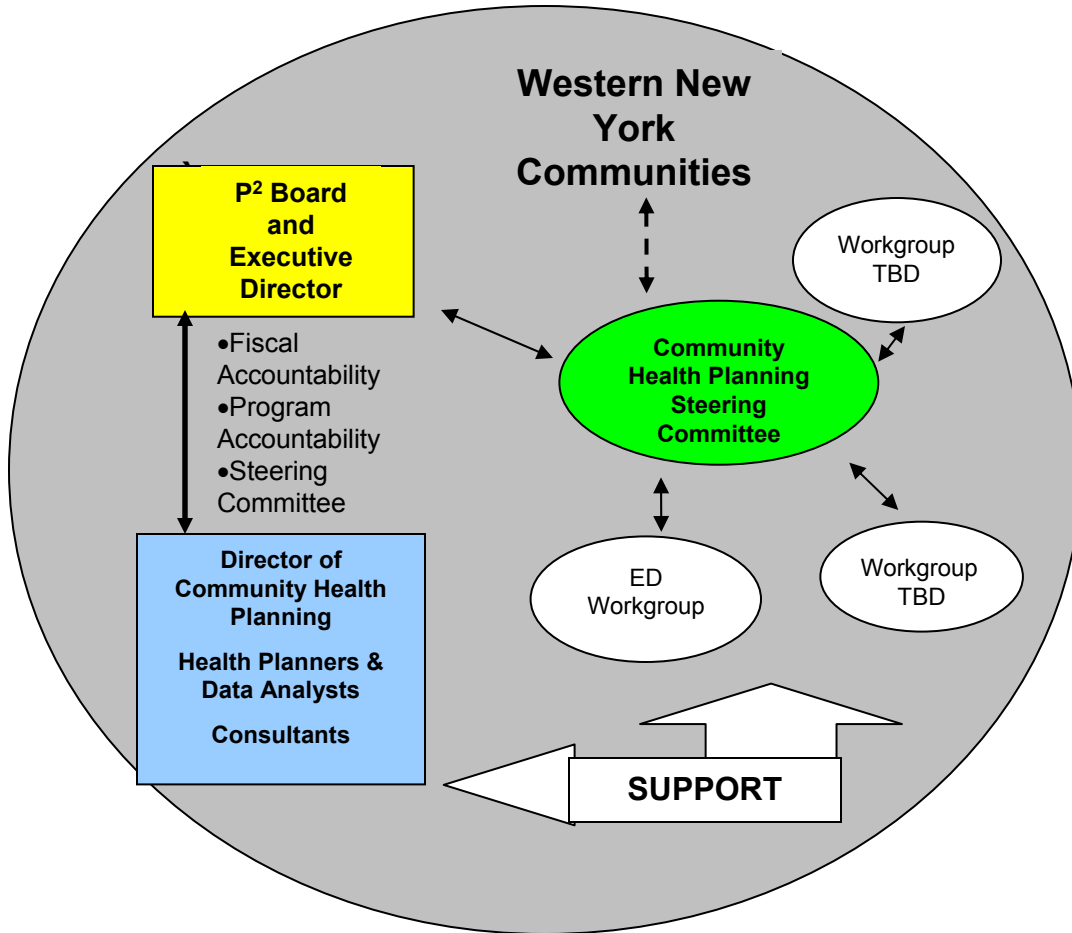 Western New
York
Communities
P² Board
and
Executive
Director
Workgroup
TBD
•Fiscal
Accountability
•Program
Accountability
•Steering
Committee
Community
Health Planning
Steering
Committee
Director of
Community Health
Planning
Health Planners &
Data Analysts
Consultants
ED
Workgroup
Workgroup
TBD
SUPPORT